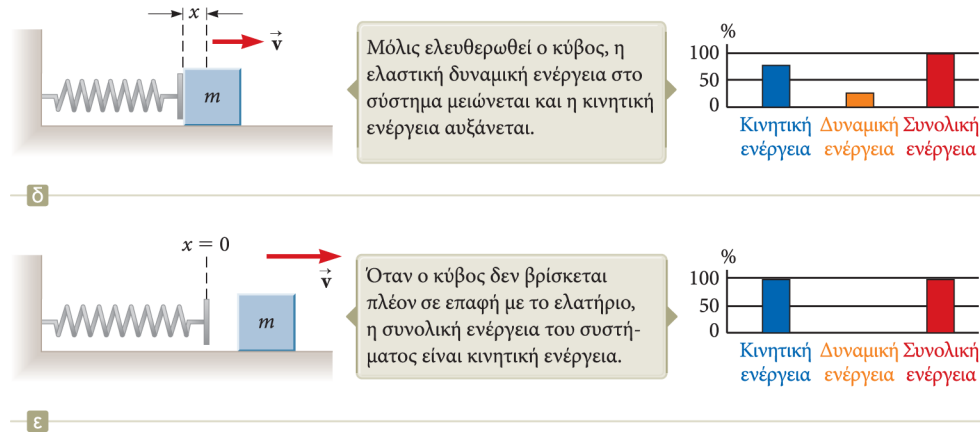 x
v
m
Μόλις ελευθερωθεί ο κύβος, η
ελαστική δυναμική ενέργεια στο
σύστημα μειώνεται και η κινητική
ενέργεια αυξάνεται.
%
100
50
0
Κινητική ενέργεια
Δυναμική ενέργεια
Συνολική ενέργεια
δ
x = 0
v
m
Όταν ο κύβος δεν βρίσκεται
πλέον σε επαφή με το ελατήριο,
η συνολική ενέργεια του συστή-
ματος είναι κινητική ενέργεια.
%
100
50
0
Κινητική ενέργεια
Δυναμική ενέργεια
Συνολική ενέργεια
ε